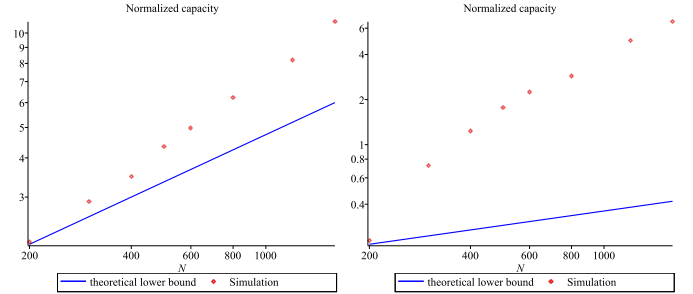 Normalized capacity
10
9
8
7
6
5
4
3
200 400 600 800 1000
N
theoretical lower bound Simulation
Normalized capacity
6
4
2
1
0.8
0.6
0.4
200 400 600 800 1000
N
theoretical lower bound Simulation